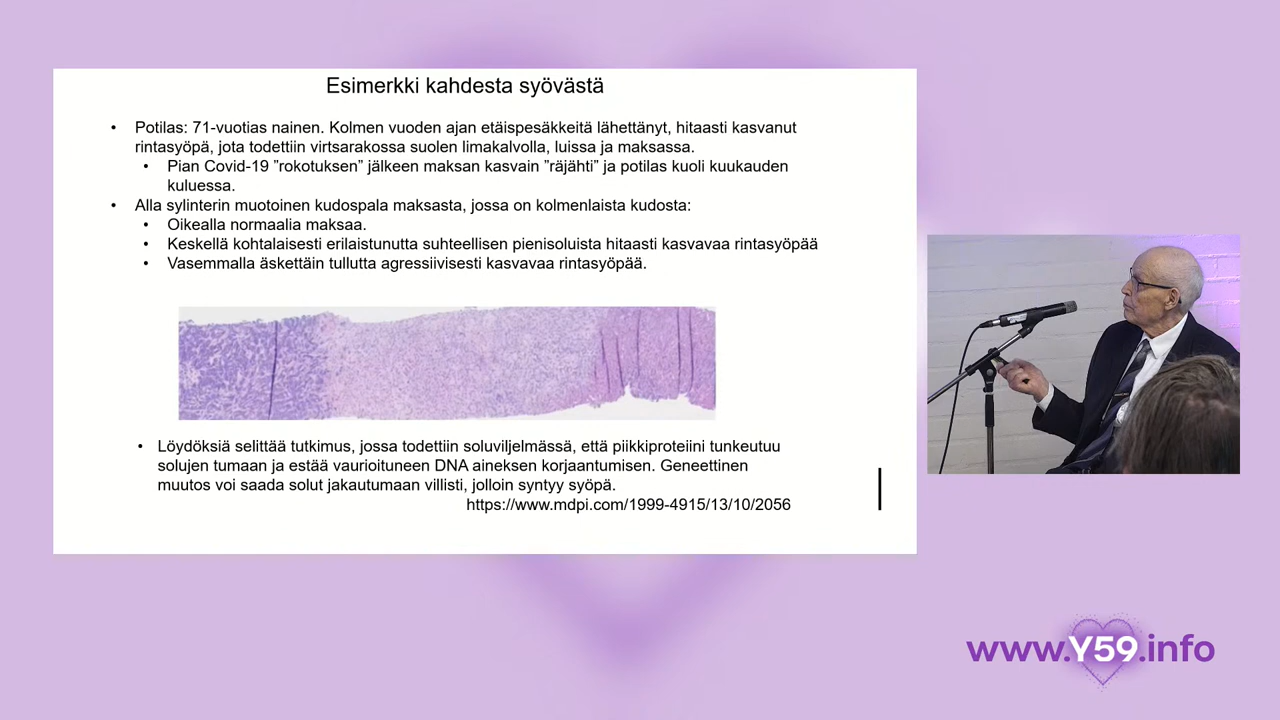 Esimerkki kahdesta syövästä
• Potilas: 71-vuotias nainen. Kolmen vuoden ajan etäispesäkkeitä lähettänyt, hitaasti kasvanut
rintasyöpä, jota todettiin virtsarakossa suolen limakalvolla, luissa ja maksassa.
• Pian Covid-19 ”rokotuksen” jälkeen maksan kasvain ”räjähti” ja potilas kuoli kuukauden
kuluessa.
• Alla sylinterin muotoinen kudospala maksasta, jossa on kolmenlaista kudosta:
• Oikealla normaalia maksaa.
• Keskellä kohtalaisesti erilaistunutta suhteellisen pienisoluista hitaasti kasvavaa rintasyöpää
• Vasemmalla äskettäin tullutta agressiivisesti kasvavaa rintasyöpää.
• Löydöksiä selittää tutkimus, jossa todettiin soluviljelmässä, että piikkiproteiini tunkeutuu
solujen tumaan ja estää vaurioituneen DNA aineksen korjaantumisen. Geneettinen
muutos voi saada solut jakautumaan villisti, jolloin syntyy syöpä.
https://www.mdpi.com/1999-4915/13/10/2056
www.Y59.info